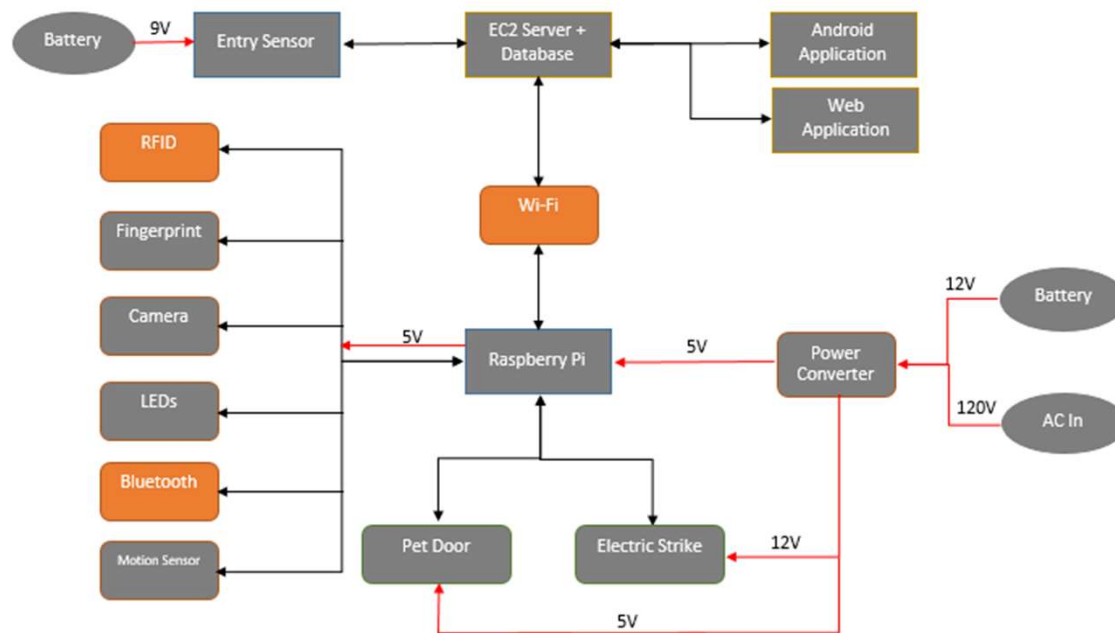 Battery
9V
Entry Sensor
EC2 Server +
Database
Android
Application
Web
Application
RFID
Fingerprint
Camera
LEDs
Bluetooth
Motion Sensor
Wi-Fi
5V
Raspberry Pi
5V
Power
Converter
12V
Battery
120V
AC In
Pet Door
Electric Strike
12V
5V